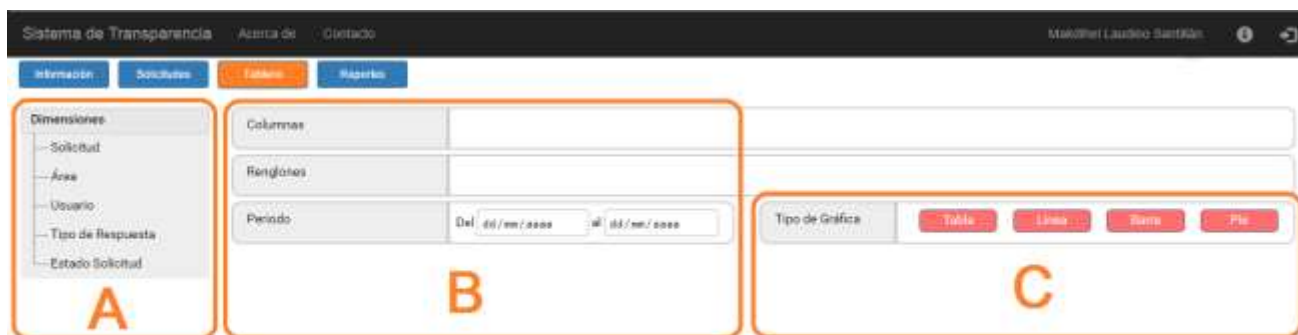 Sistema de Transparencia Acerca de Contacto
Información Solicitudes Tablero Reportes
Dimensiones
Solicitud
Área
Usuario
Tipo de Respuesta
Estado Solicitud
A
Columnas
Renglones
Periodo Del dd/mm/aaaa al dd/mm/aaaa
B
Tipo de Gráfica Tabla Linea Barra Pie
C